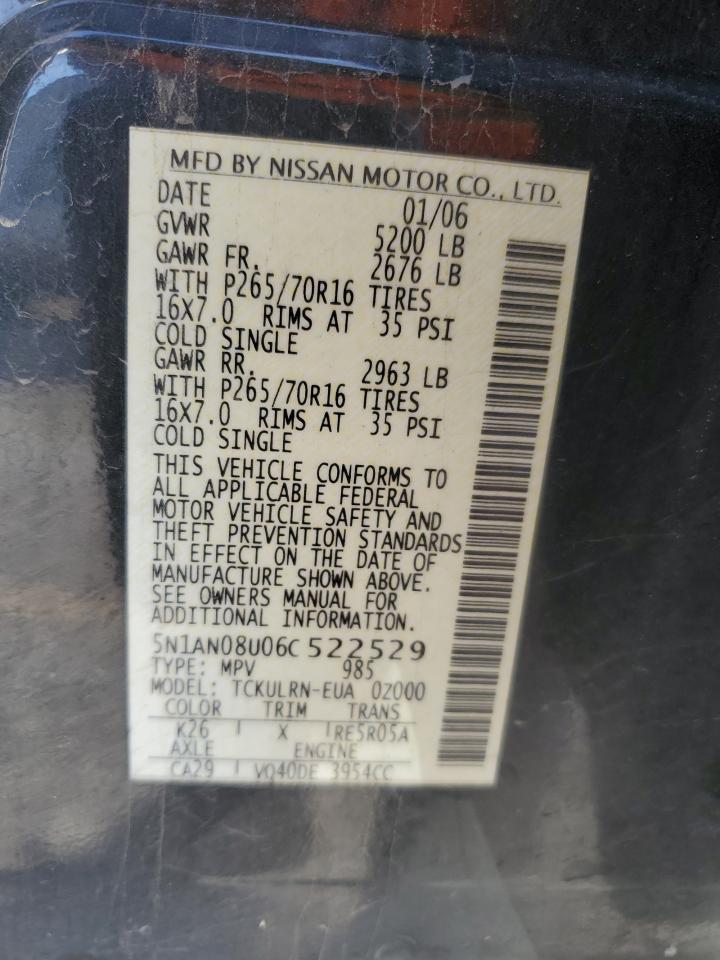 MFD BY NISSAN MOTOR CO., LTD.
DATE 01/06
GVWR 5200 LB
GAWR FR. 2676 LB
WITH P265/70R16 TIRES
16X7.0 RIMS AT 35 PSI
COLD SINGLE
GAWR RR. 2963 LB
WITH P265/70R16 TIRES
16X7.0 RIMS AT 35 PSI
COLD SINGLE
THIS VEHICLE CONFORMS TO
ALL APPLICABLE FEDERAL
MOTOR VEHICLE SAFETY AND
THEFT PREVENTION STANDARDS
IN EFFECT ON THE DATE OF
MANUFACTURE SHOWN ABOVE.
SEE OWNERS MANUAL FOR
ADDITIONAL INFORMATION.
5N1AN08U06C522529
TYPE: MPV 985
MODEL: TCKULRN-EUA 0Z000
COLOR TRIM TRANS
K26 X RE5R05A
AXLE ENGINE
CA29 VQ40DE 3954CC